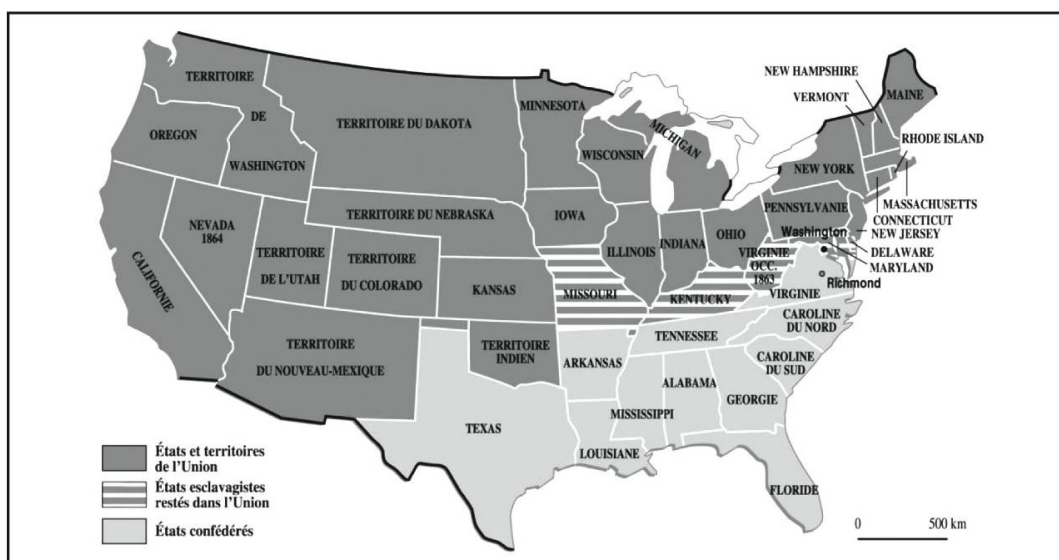 TERRITOIRE
DE
WASHINGTON
OREGON
TERRITOIRE DU DAKOTA
MINNESOTA
WISCONSIN
MICHIGAN
NEW HAMPSHIRE
VERMONT
MAINE
RHODE ISLAND
NEW YORK
MASSACHUSETTS
CONNECTICUT
NEW JERSEY
PENNSYLVANIE
Washington
DELAWARE
MARYLAND
NEVADA
1864
CALIFORNIE
TERRITOIRE
DE L'UTAH
TERRITOIRE DU NEBRASKA
TERRITOIRE
DU COLORADO
IOWA
ILLINOIS
INDIANA
OHIO
VIRGINIE
OCC.
1863
Richmond
VIRGINIE
KANSAS
MISSOURI
KENTUCKY
TERRITOIRE
DU NOUVEAU-MEXIQUE
TERRITOIRE
INDIEN
TENNESSEE
CAROLINE
DU NORD
ARKANSAS
CAROLINE
DU SUD
TEXAS
LOUISIANE
MISSISSIPPI
ALABAMA
GEORGIE
FLORIDE
États et territoires
de l'Union
États esclavagistes
restés dans l'Union
États confédérés
0 500 km